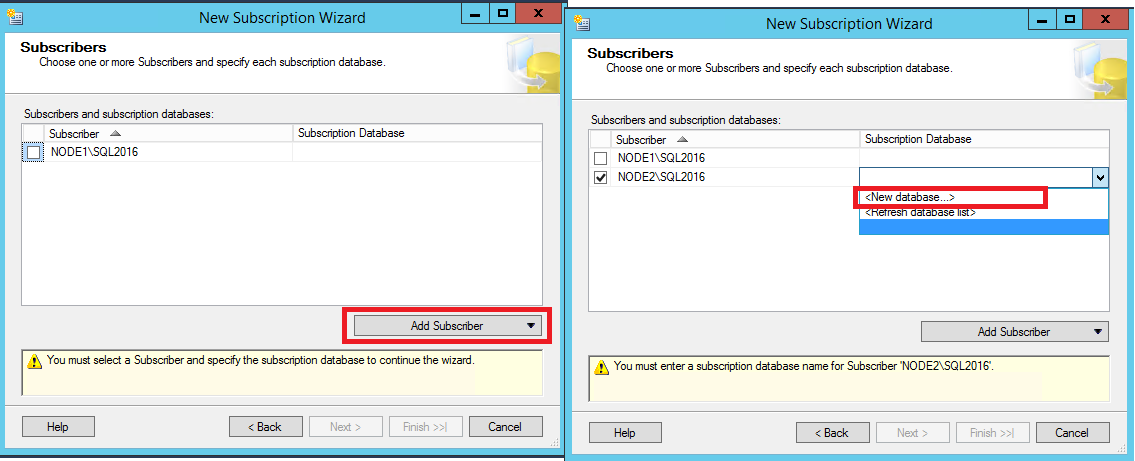 New Subscription Wizard
Subscribers
Choose one or more Subscribers and specify each subscription database.
Subscribers and subscription databases:
Subscriber Subscription Database
NODE1\SQL2016
Add Subscriber
You must select a Subscriber and specify the subscription database to continue the wizard.
Help < Back Next > Finish >>| Cancel
New Subscription Wizard
Subscribers
Choose one or more Subscribers and specify each subscription database.
Subscribers and subscription databases:
Subscriber Subscription Database
NODE1\SQL2016
NODE2\SQL2016
<New database...>
<Refresh database list>
Add Subscriber
You must enter a subscription database name for Subscriber 'NODE2\SQL2016'.
Help < Back Next > Finish >>| Cancel